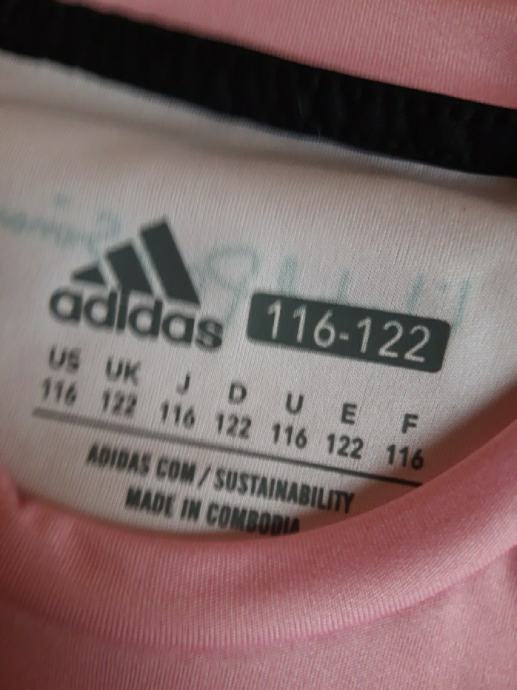 adidas
116-122
US UK J D U E F
116 122 116 122 116 122 116
ADIDAS COM / SUSTAINABILITY
MADE IN COMBODIA